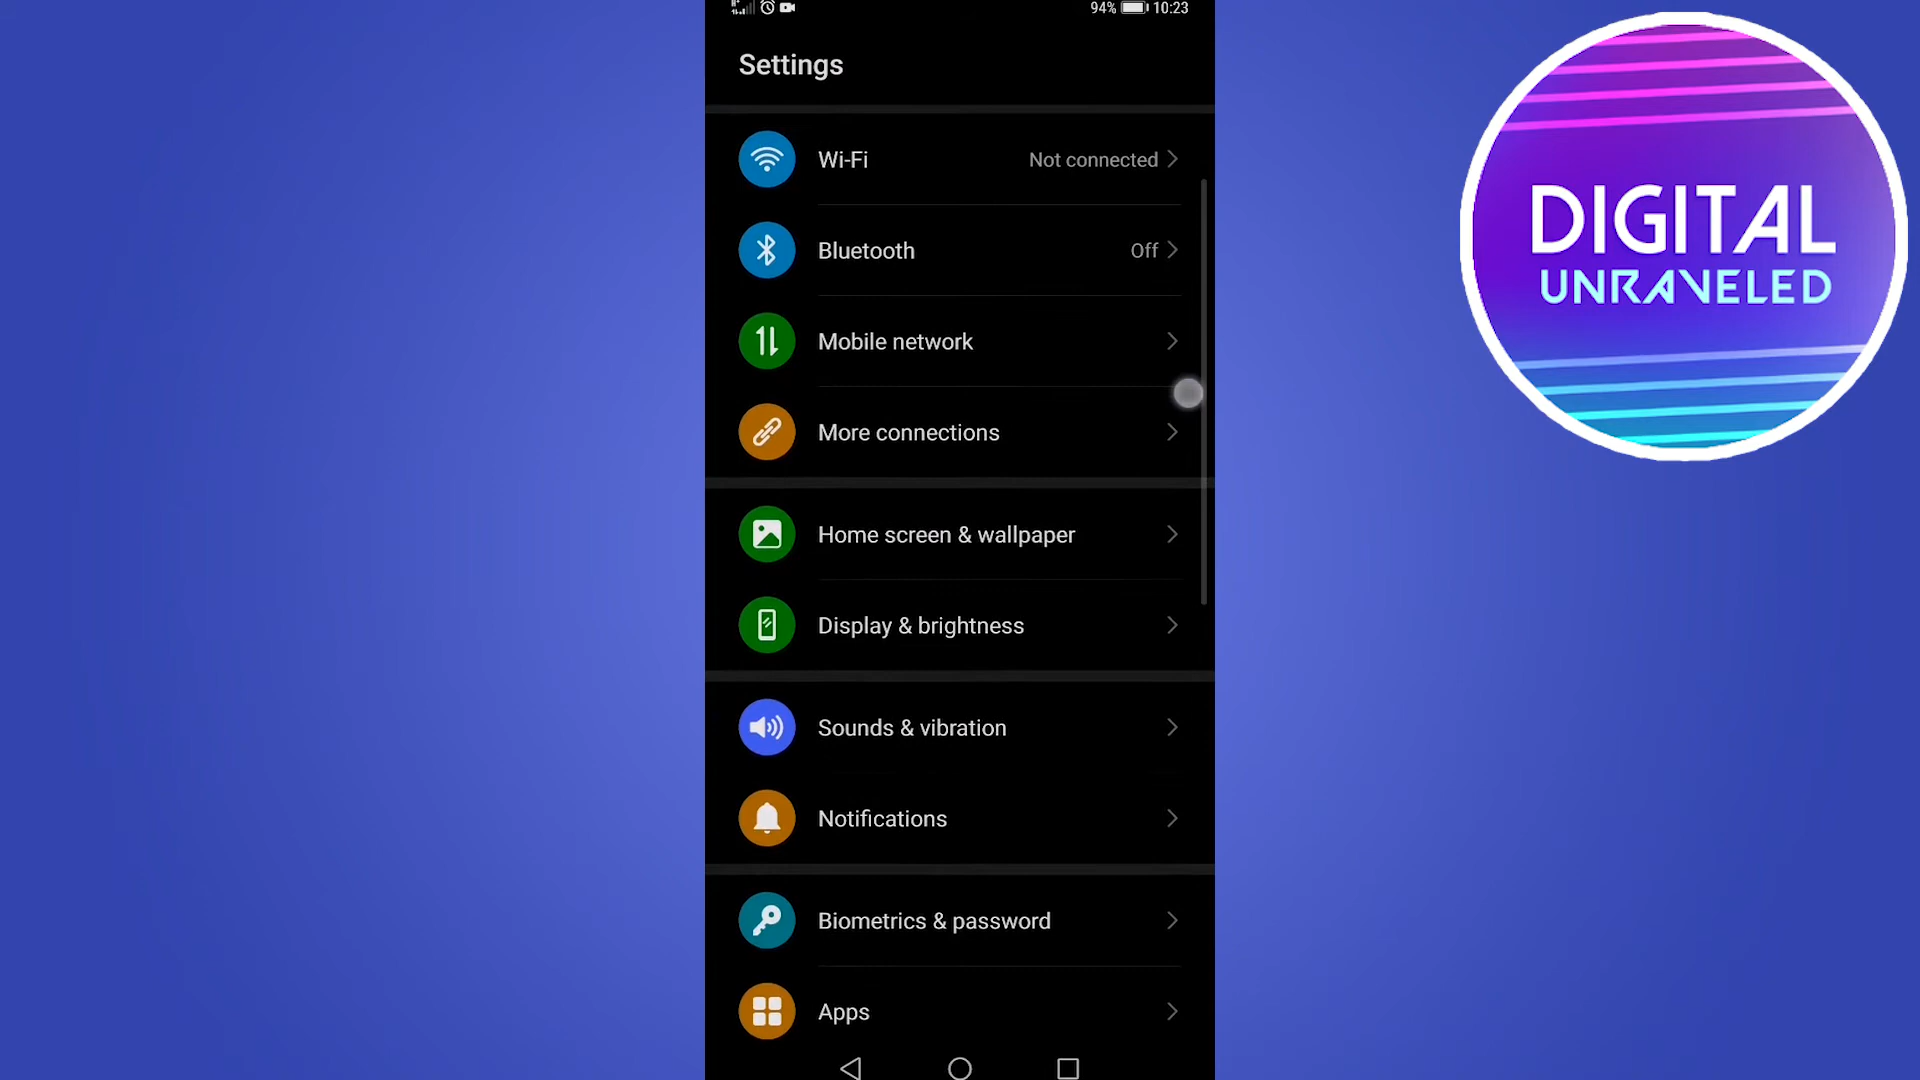 94% 10:23
Settings
Wi-Fi Not connected
Bluetooth Off
Mobile network
More connections
Home screen & wallpaper
Display & brightness
Sounds & vibration
Notifications
Biometrics & password
Apps
DIGITAL
UNRAVELED